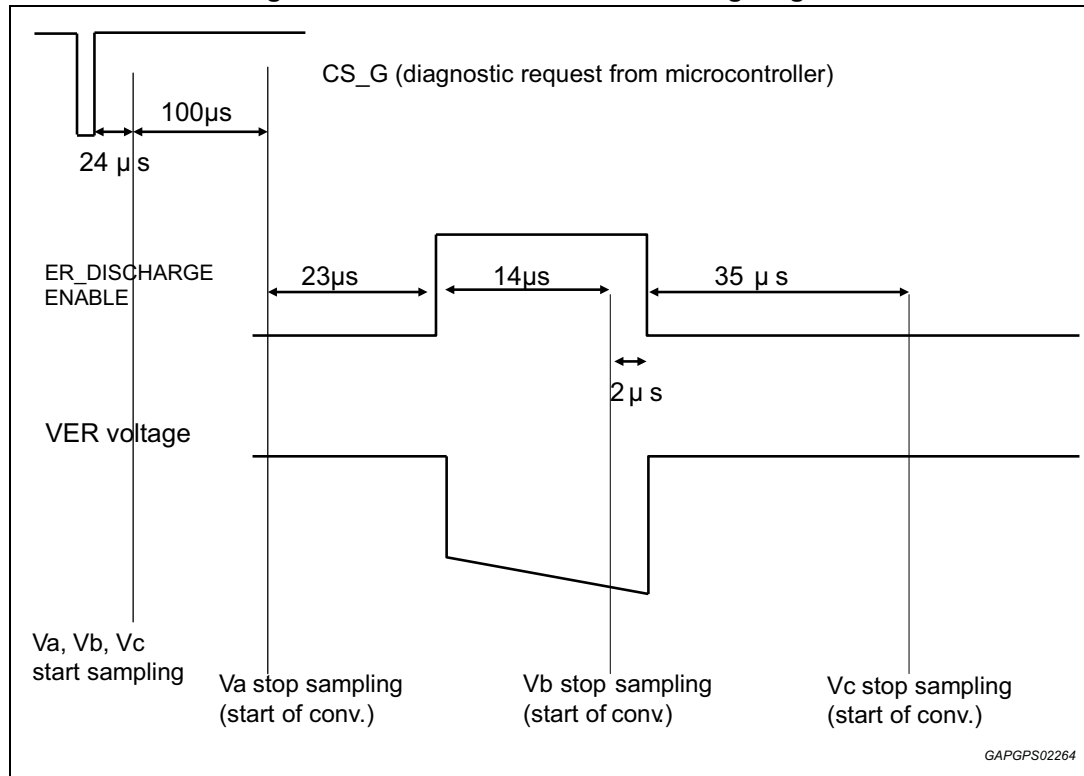 CS_G (diagnostic request from microcontroller)
100µs
24 µ s
ER_DISCHARGE
ENABLE
23µs
14µs
35 µ s
2 µ s
VER voltage
Va, Vb, Vc
start sampling
Va stop sampling
(start of conv.)
Vb stop sampling
(start of conv.)
Vc stop sampling
(start of conv.)
GAPGPS02264